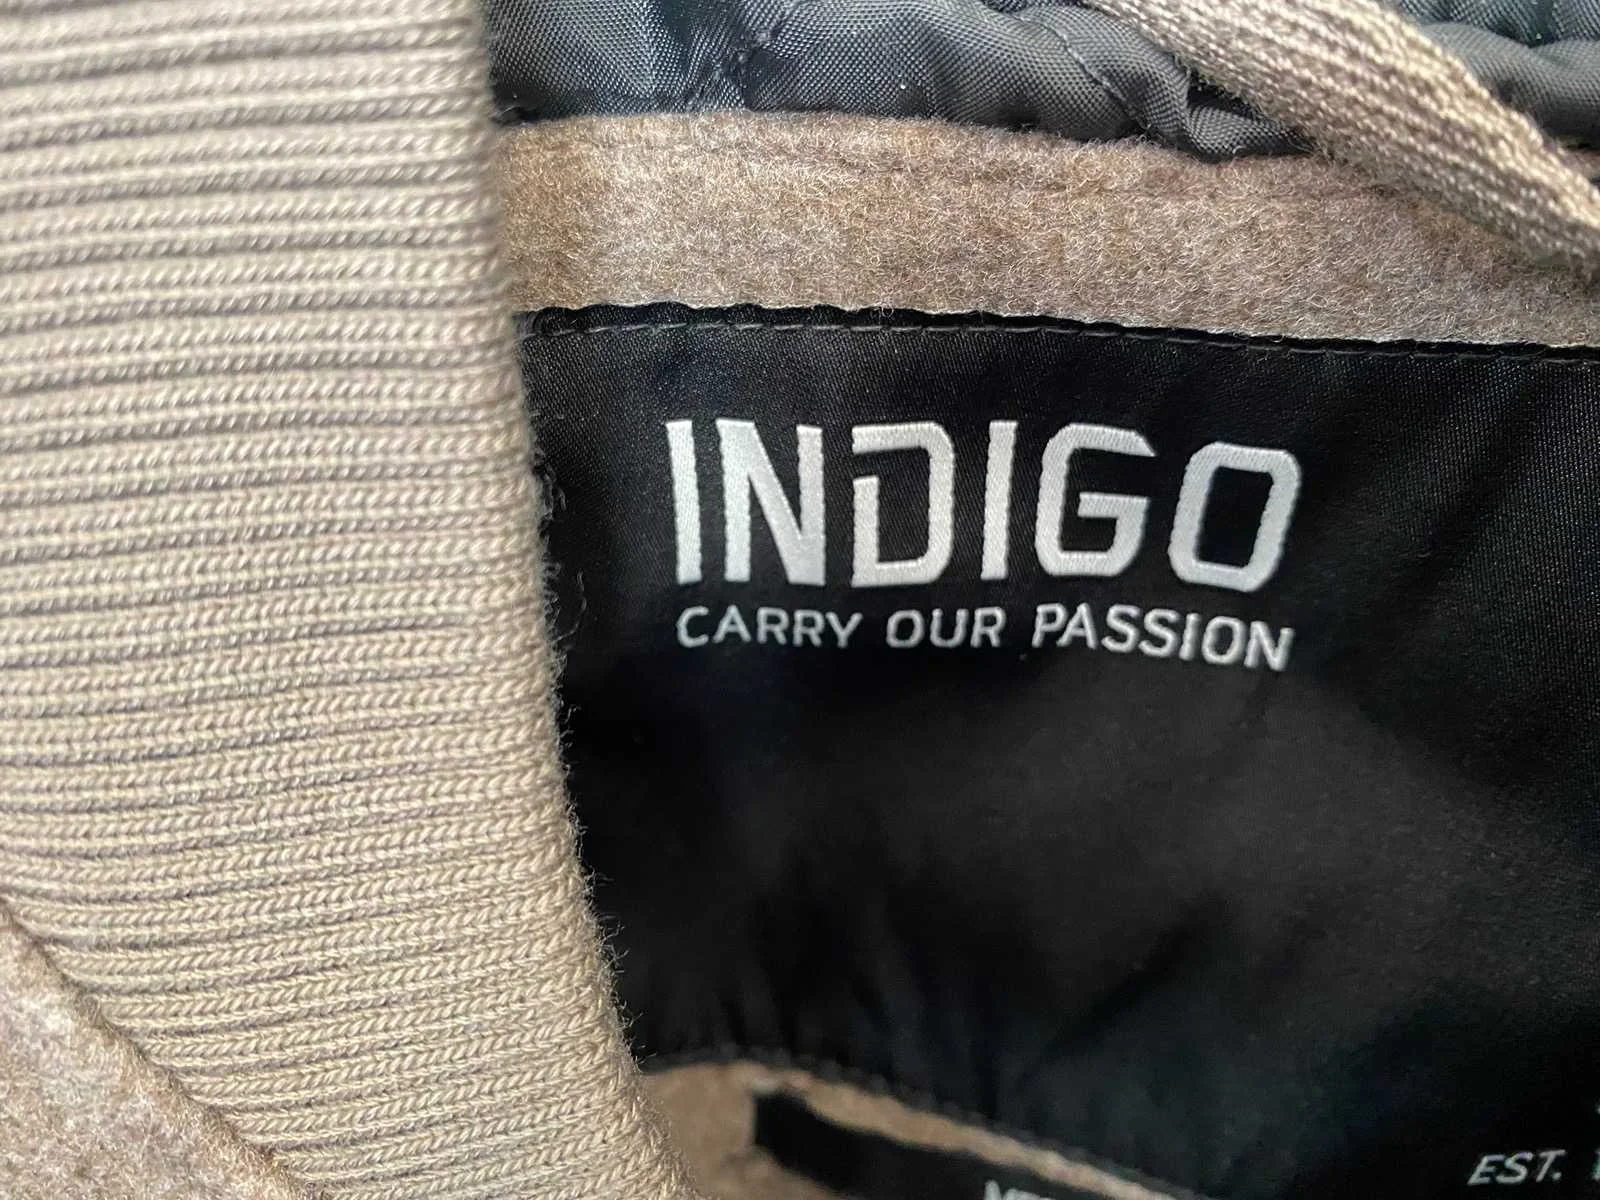 INDIGO
CARRY OUR PASSION
EST.